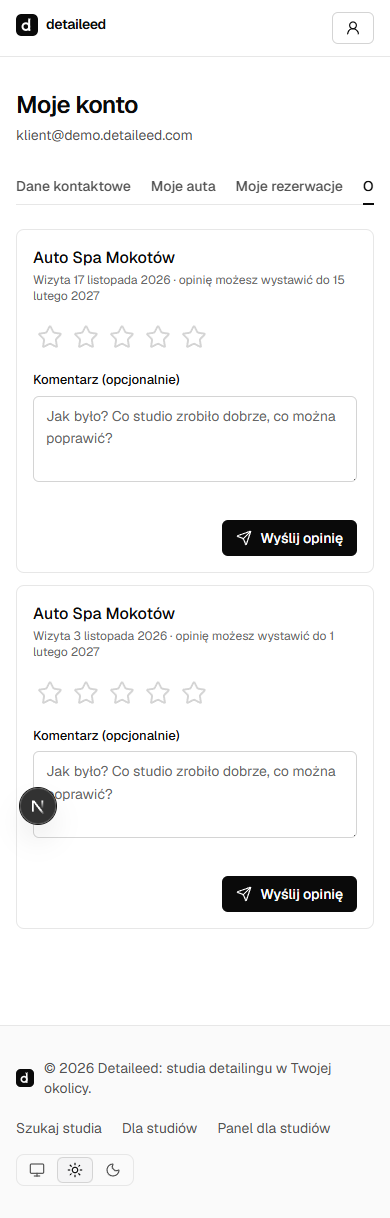 d detaileed
Moje konto
klient@demo.detaileed.com
Dane kontaktowe Moje auta Moje rezerwacje O
Auto Spa Mokotów
Wizyta 17 listopada 2026 · opinię możesz wystawić do 15
lutego 2027
Komentarz (opcjonalnie)
Jak było? Co studio zrobiło dobrze, co można
poprawić?
Wyślij opinię
Auto Spa Mokotów
Wizyta 3 listopada 2026 · opinię możesz wystawić do 1
lutego 2027
Komentarz (opcjonalnie)
Jak było? Co studio zrobiło dobrze, co można
poprawić?
N
Wyślij opinię
d © 2026 Detaileed: studia detailingu w Twojej
okolicy.
Szukaj studia Dla studiów Panel dla studiów